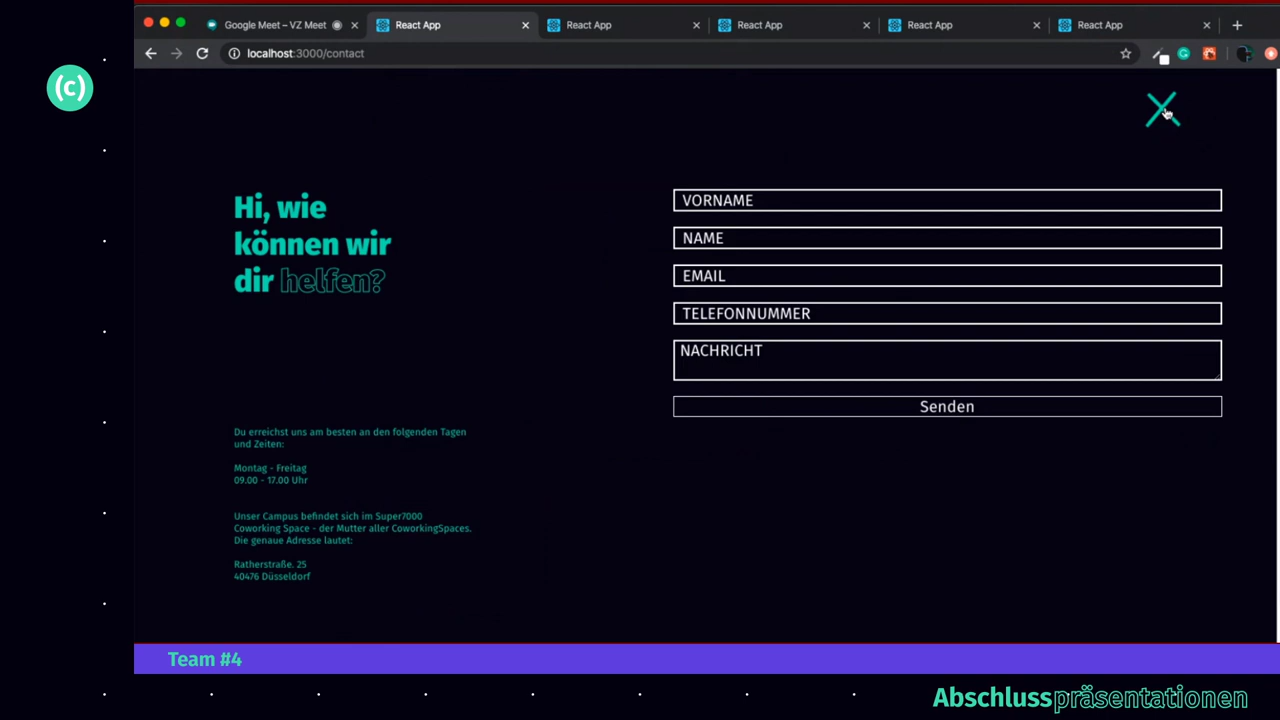 Google Meet – VZ Meet
React App
React App
React App
React App
React App
localhost:3000/contact
(c)
Hi, wie
können wir
dir helfen?
VORNAME
NAME
EMAIL
TELEFONNUMMER
NACHRICHT
Senden
Du erreichst uns am besten an den folgenden Tagen
und Zeiten:
Montag - Freitag
09.00 - 17.00 Uhr
Unser Campus befindet sich im Super7000
Coworking Space - der Mutter aller CoworkingSpaces.
Die genaue Adresse lautet:
Ratherstraße. 25
40476 Düsseldorf
Team #4
Abschlusspräsentationen